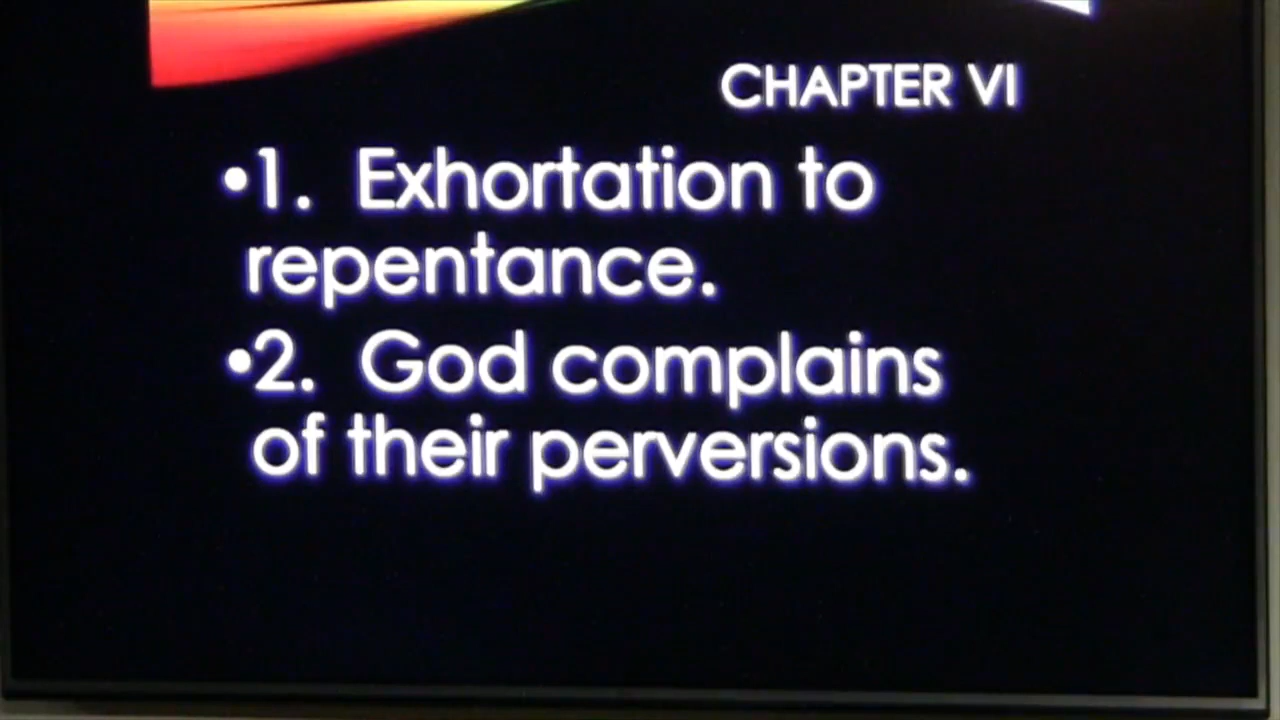 CHAPTER VI
•1. Exhortation to
repentance.
•2. God complains
of their perversions.